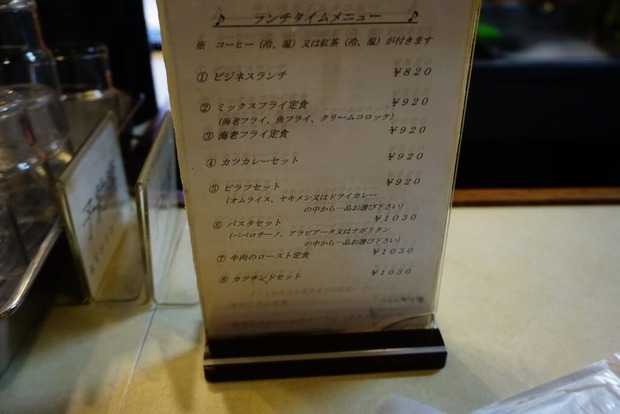 ♪ ランチタイムメニュー ♪
※ コーヒー（冷、温）又は紅茶（冷、温）が付きます
① ビジネスランチ ￥８２０
② ミックスフライ定食 ￥９２０
（海老フライ、魚フライ、クリームコロッケ）
③ 海老フライ定食 ￥９２０
④ カツカレーセット ￥９２０
⑤ ピラフセット ￥９２０
（オムライス、ヤキメシ又はドライカレー
の中から一品お選び下さい）
⑥ パスタセット ￥１０３０
（ペペロチーノ、アラビアータ又はナポリタン
の中から一品お選び下さい）
⑦ 牛肉のロースト定食 ￥１０３０
⑧ カツサンドセット ￥１０３０